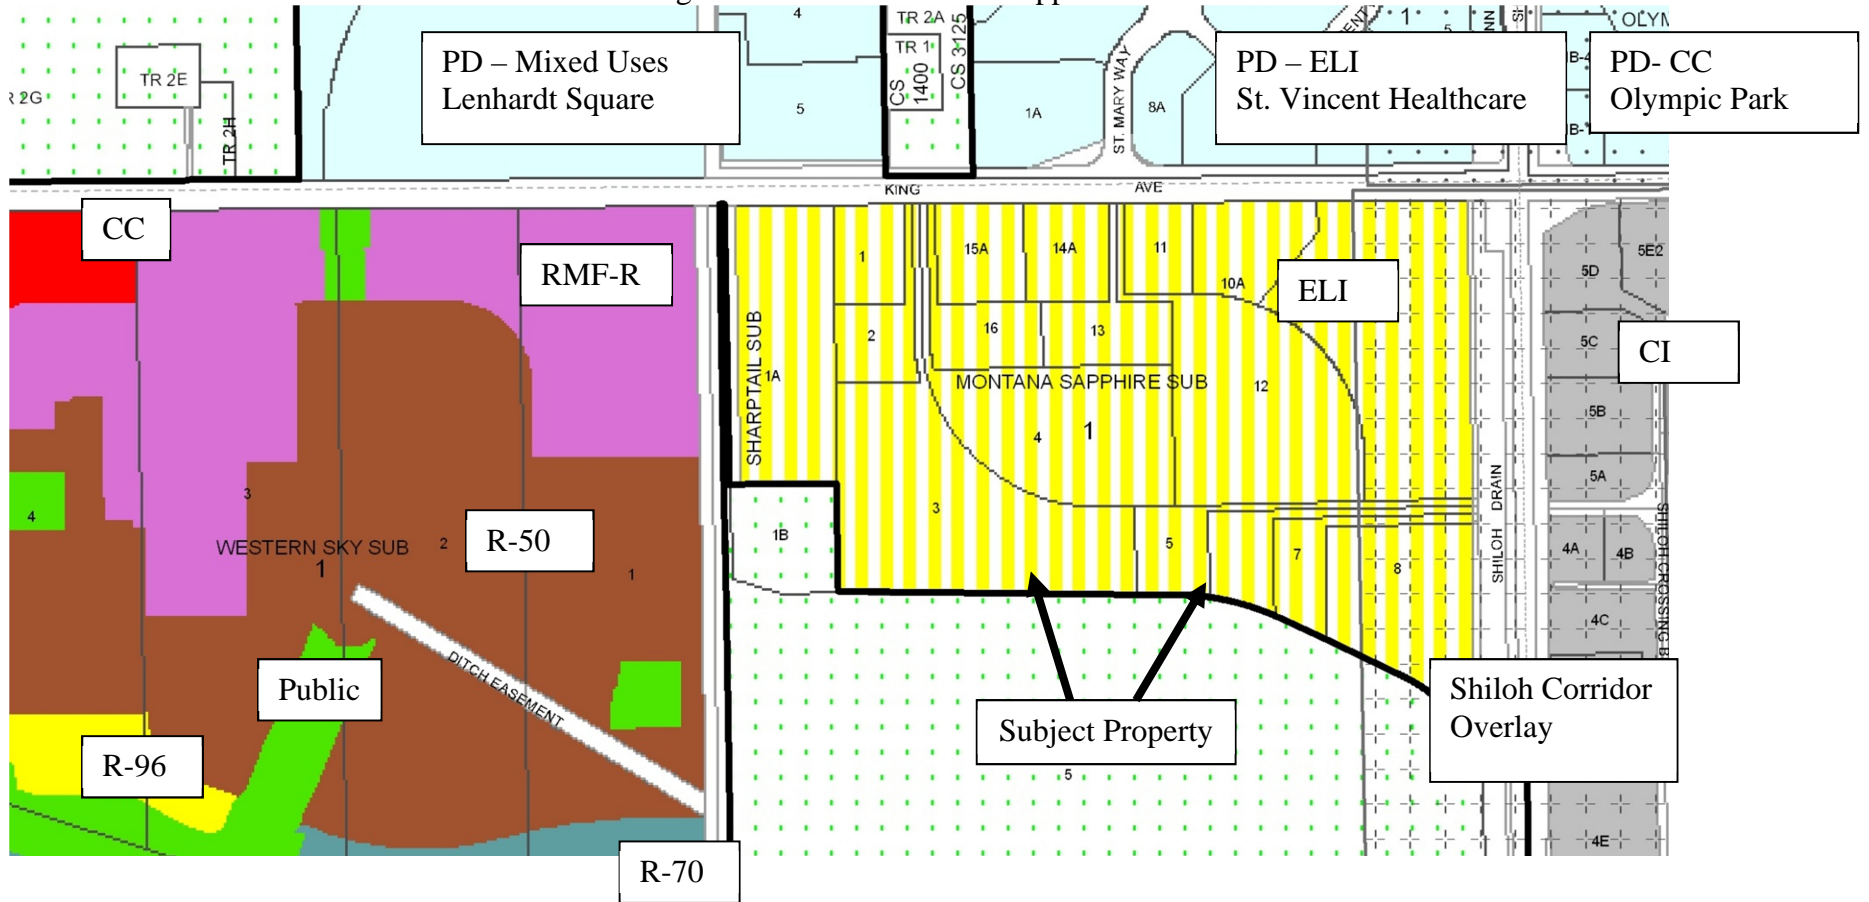 4
TR 2A
CS 3125
TR 1
CS 1400
1
5
OLYM
PD – Mixed Uses
Lenhardt Square
PD – ELI
St. Vincent Healthcare
PD- CC
Olympic Park
TR 2E
R 2G
TR 2H
5
1A
ST. MARY WAY
8A
KING AVE
CC
RMF-R
1
15A
14A
11
10A
ELI
5D
5E2
2
16
13
5C
CI
SHARPTAIL SUB
1A
MONTANA SAPPHIRE SUB
12
4
1
5B
5A
3
4
3
WESTERN SKY SUB
1
2
R-50
1
1B
5
7
8
SHILOH DRAIN
4A
4B
SHILOH CROSSING B
4C
DITCH EASEMENT
Public
Subject Property
Shiloh Corridor
Overlay
R-96
5
4E
R-70